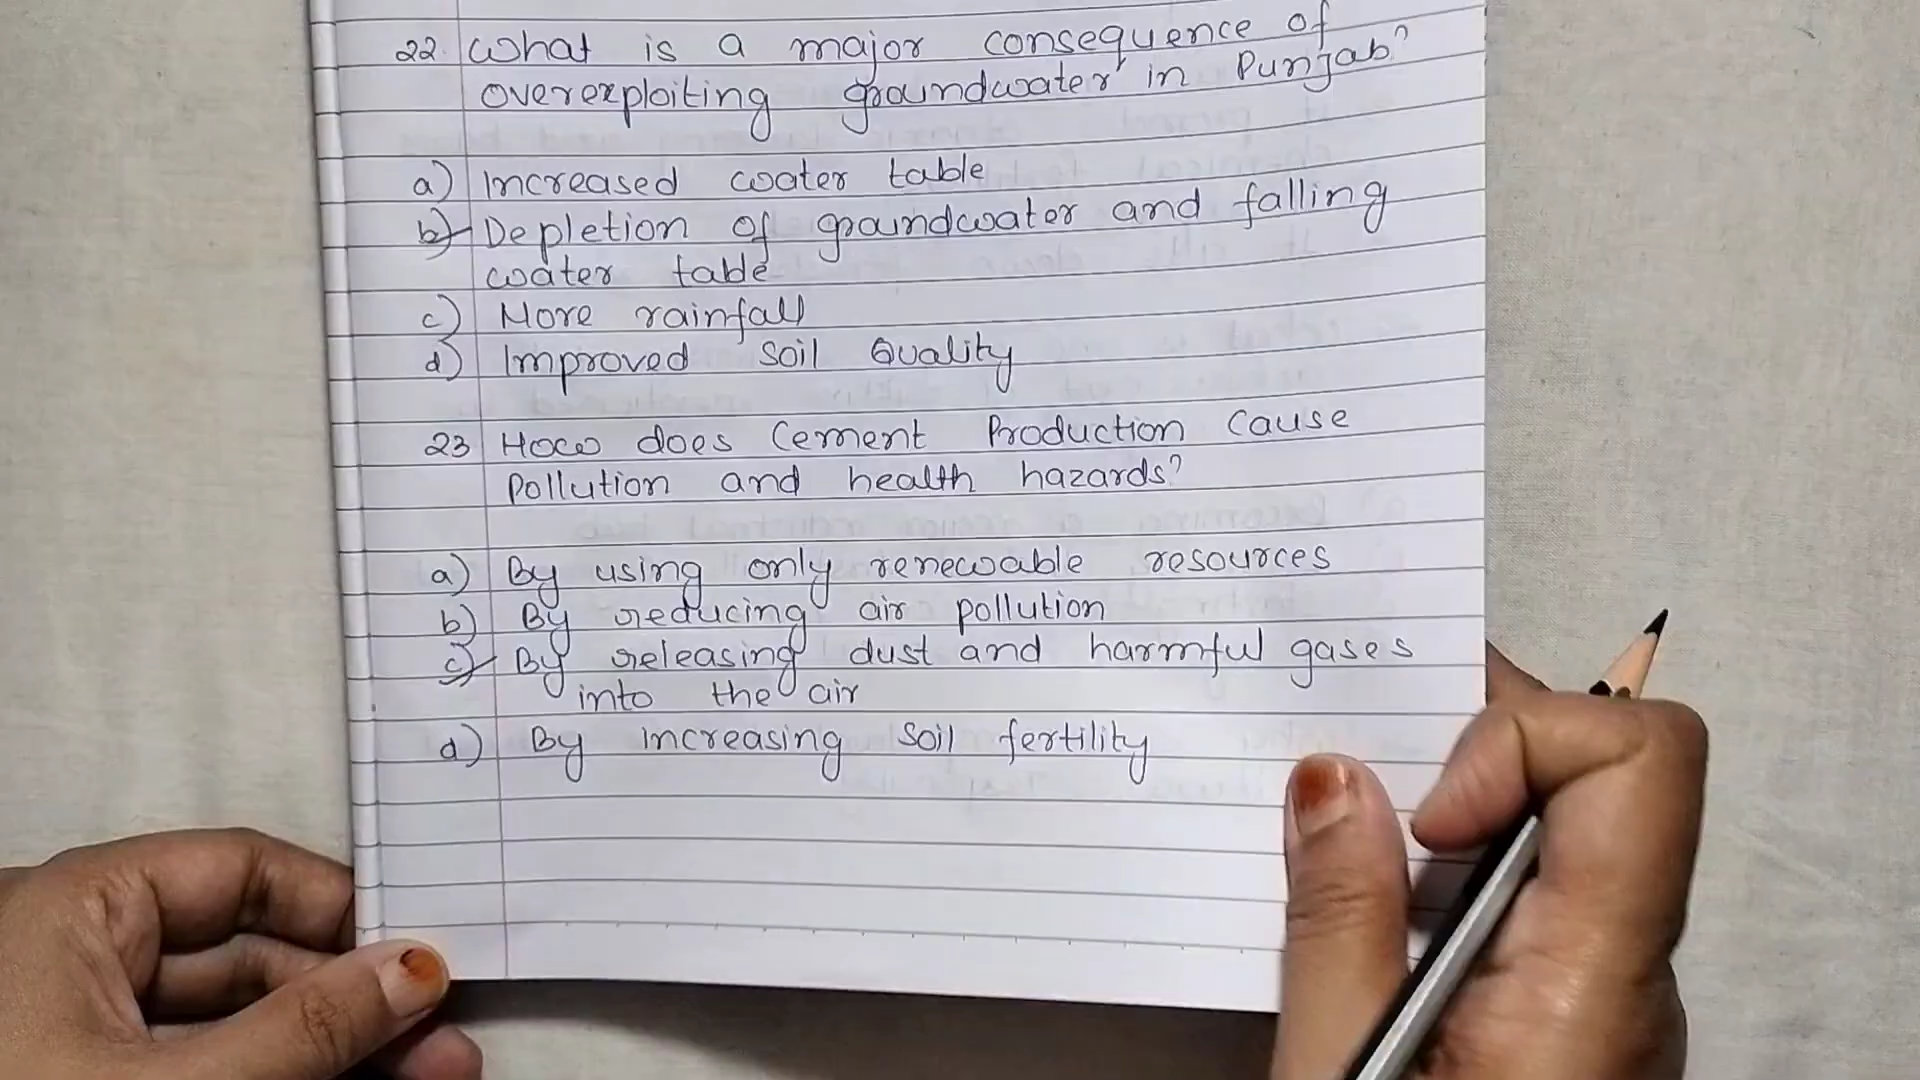 22. What is a major consequence of
overexploiting groundwater in Punjab?
a) Increased water table
b) Depletion of groundwater and falling
water table
c) More rainfall
d) Improved soil Quality
23 How does Cement Production cause
Pollution and health hazards?
a) By using only renewable resources
b) By reducing air pollution
c) By releasing dust and harmful gases
into the air
d) By increasing soil fertility